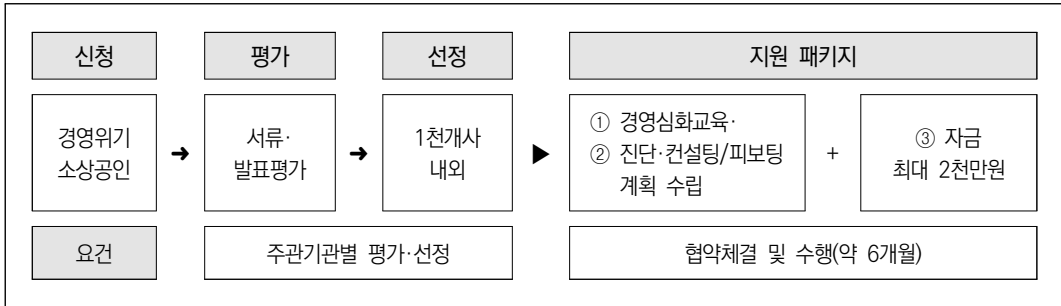 신청
평가
선정
지원 패키지
경영위기
소상공인
➜
서류·
발표평가
➜
1천개사
내외
▶
① 경영심화교육·
② 진단·컨설팅/피보팅
계획 수립
+
③ 자금
최대 2천만원
요건
주관기관별 평가·선정
협약체결 및 수행(약 6개월)